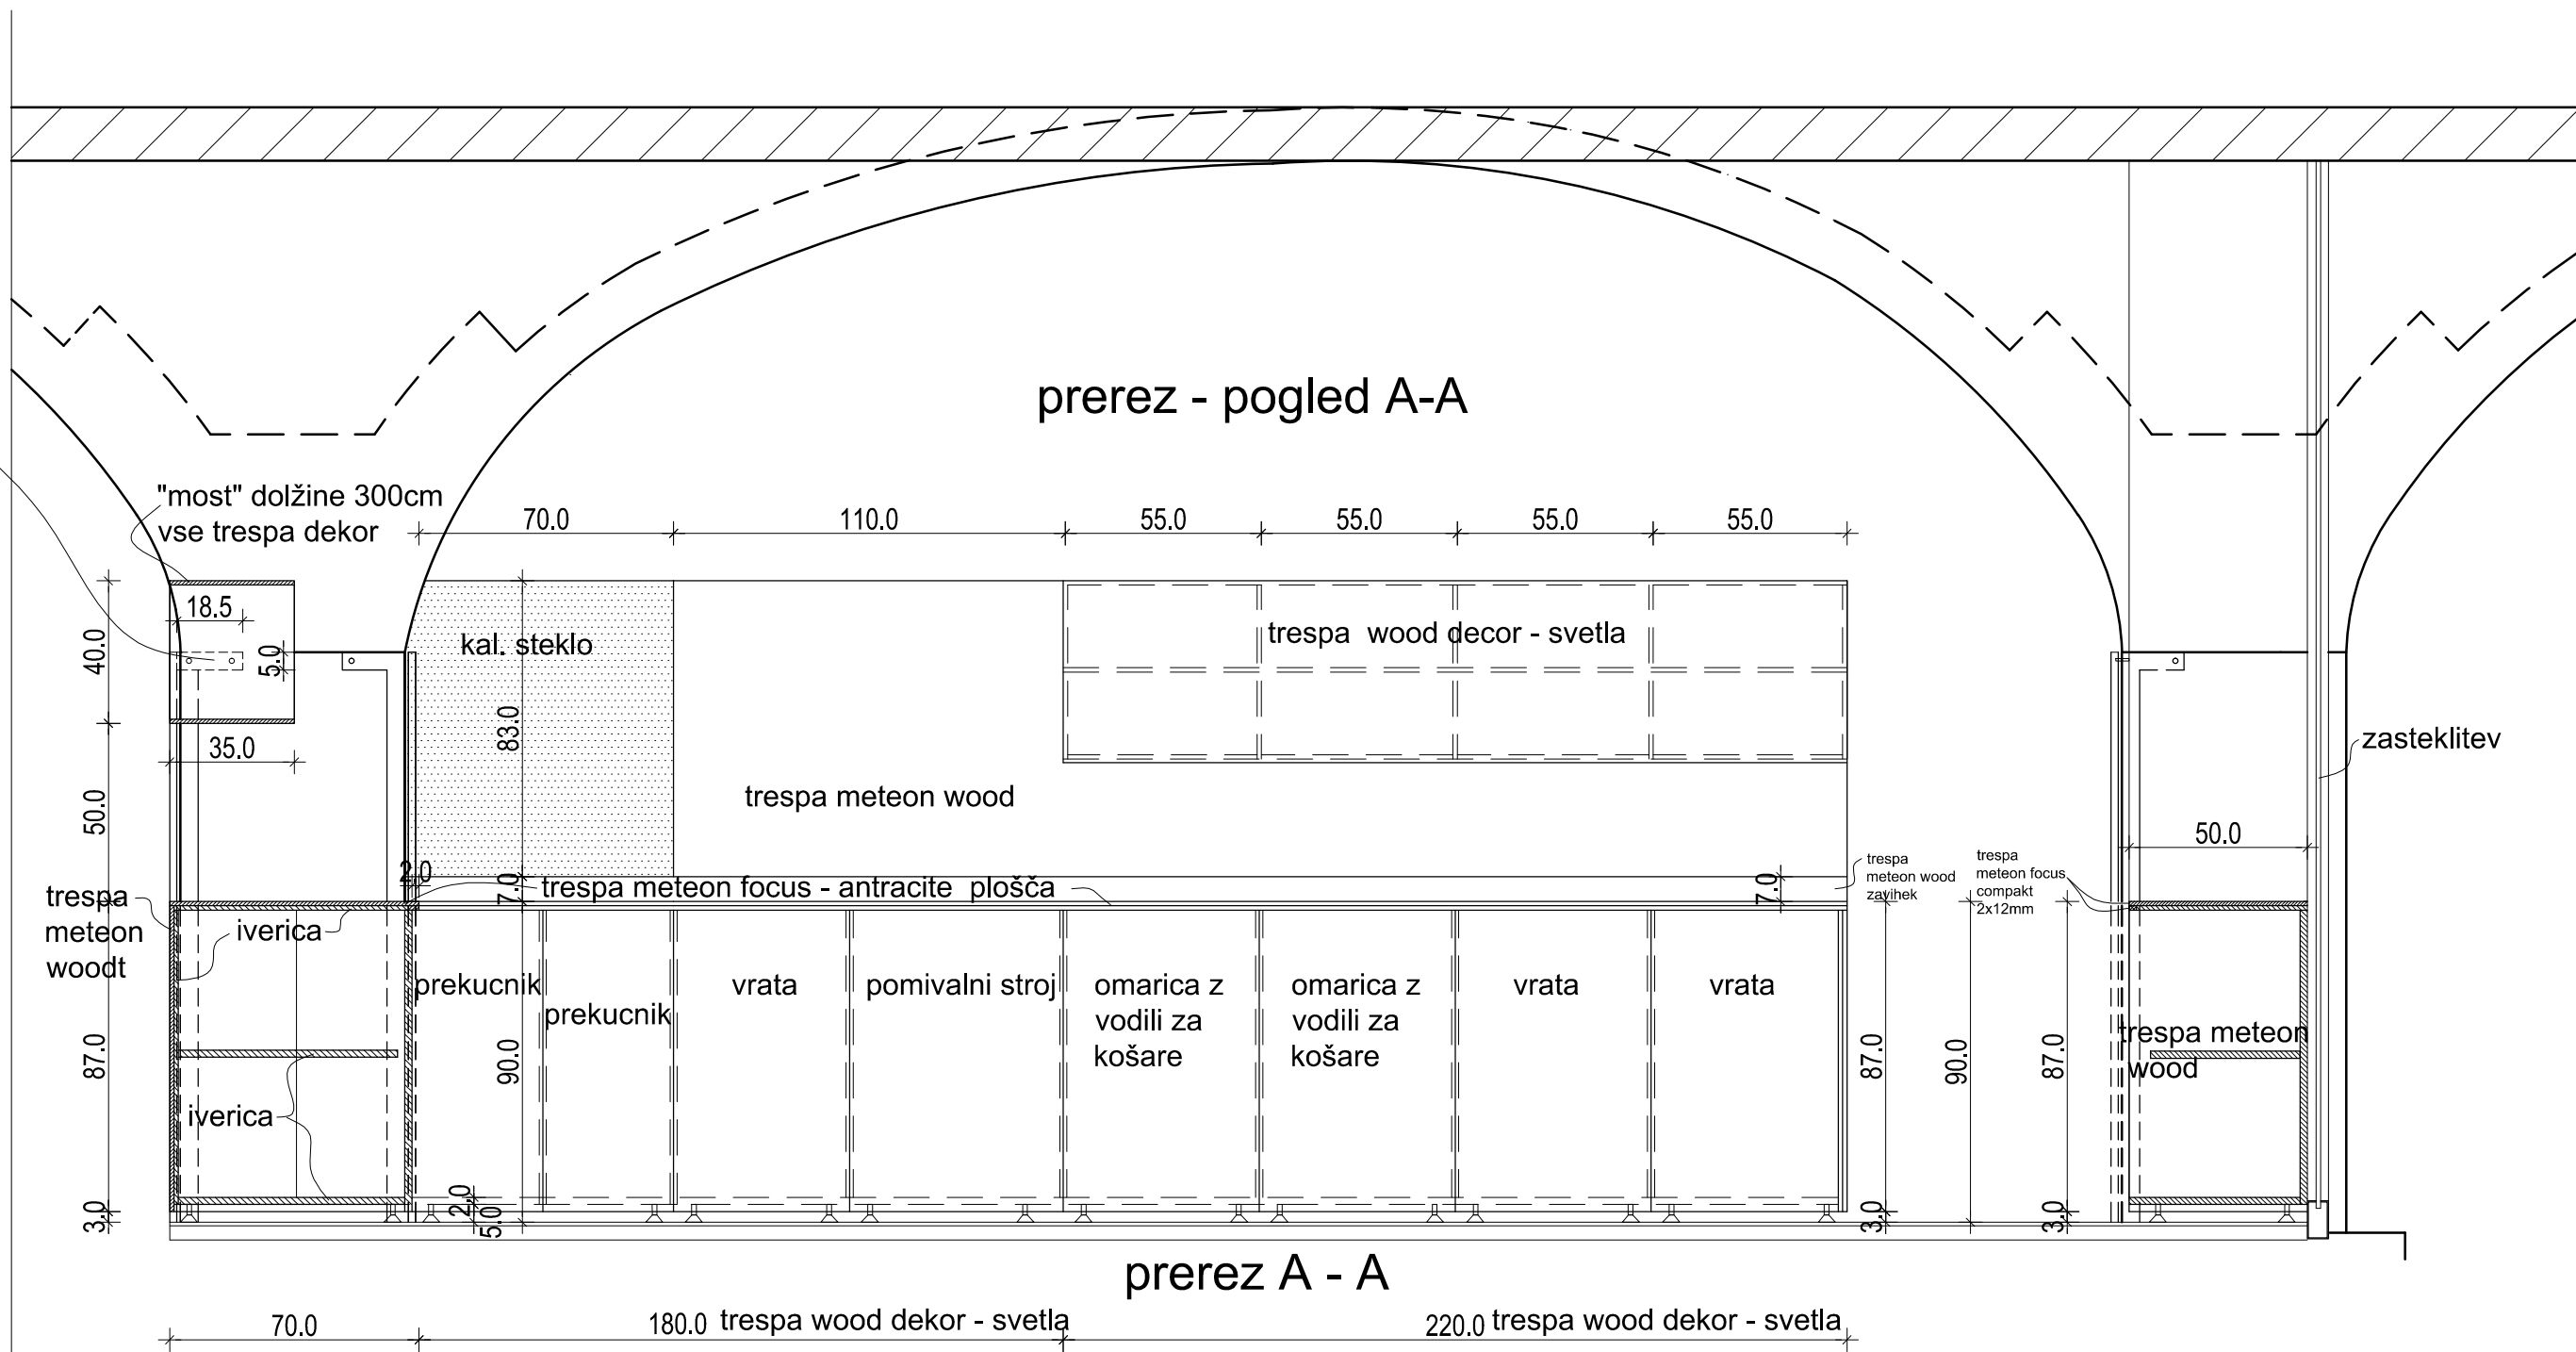 prerez - pogled A-A
"most" dolžine 300cm
vse trespa dekor
70.0
110.0
55.0
55.0
55.0
55.0
18.5
40.0
5.0
kal. steklo
trespa wood decor - svetla
83.0
35.0
zasteklitev
50.0
trespa meteon wood
50.0
2.0
7.0
trespa meteon focus - antracite plošča
7.0
trespa
meteon wood
zavihek
trespa
meteon focus
compakt
2x12mm
trespa
meteon
woodt
iverica
prekucnik
prekucnik
vrata
pomivalni stroj
omarica z
vodili za
košare
omarica z
vodili za
košare
vrata
vrata
trespa meteon
wood
87.0
90.0
87.0
90.0
87.0
iverica
3.0
2.0
5.0
3.0
3.0
prerez A - A
70.0
180.0 trespa wood dekor - svetla
220.0 trespa wood dekor - svetla